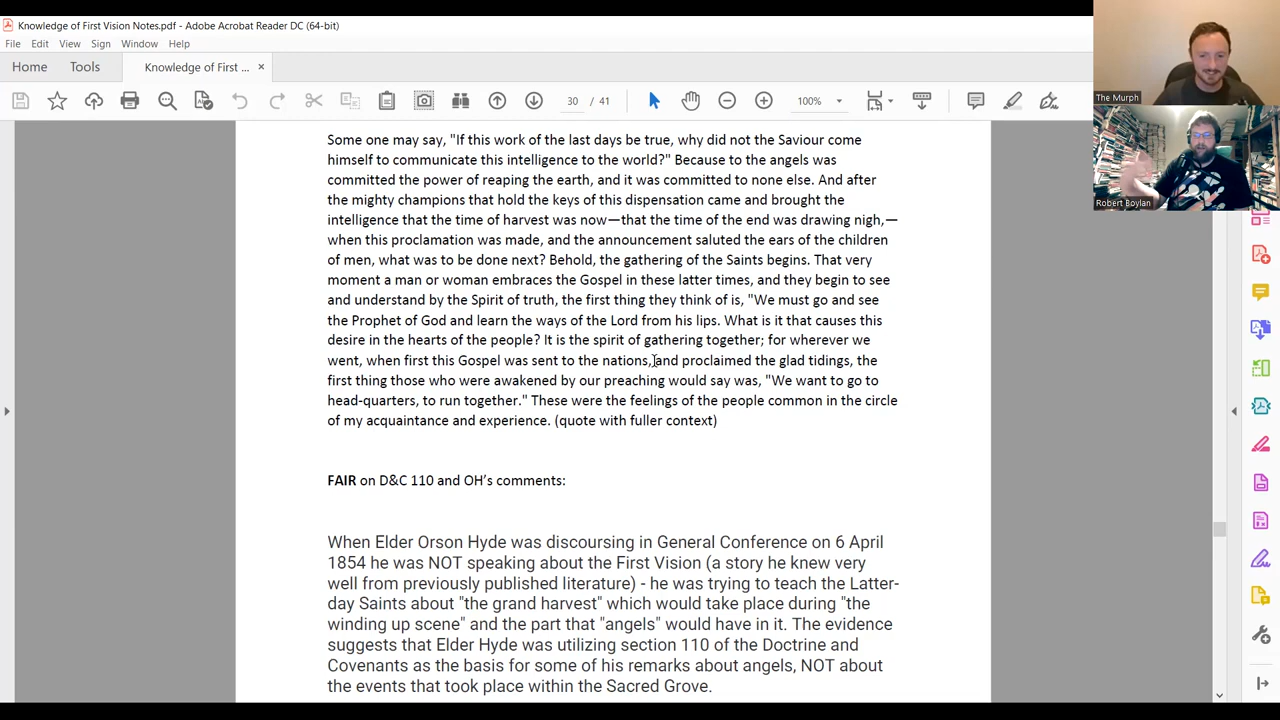 Knowledge of First Vision Notes.pdf - Adobe Acrobat Reader DC (64-bit)
File Edit View Sign Window Help
Home Tools Knowledge of First ... ×
30 / 41 100%
The Murph
Robert Boylan
Some one may say, "If this work of the last days be true, why did not the Saviour come
himself to communicate this intelligence to the world?" Because to the angels was
committed the power of reaping the earth, and it was committed to none else. And after
the mighty champions that hold the keys of this dispensation came and brought the
intelligence that the time of harvest was now—that the time of the end was drawing nigh,—
when this proclamation was made, and the announcement saluted the ears of the children
of men, what was to be done next? Behold, the gathering of the Saints begins. That very
moment a man or woman embraces the Gospel in these latter times, and they begin to see
and understand by the Spirit of truth, the first thing they think of is, "We must go and see
the Prophet of God and learn the ways of the Lord from his lips. What is it that causes this
desire in the hearts of the people? It is the spirit of gathering together; for wherever we
went, when first this Gospel was sent to the nations, and proclaimed the glad tidings, the
first thing those who were awakened by our preaching would say was, "We want to go to
head-quarters, to run together." These were the feelings of the people common in the circle
of my acquaintance and experience. (quote with fuller context)
FAIR on D&C 110 and OH's comments:
When Elder Orson Hyde was discoursing in General Conference on 6 April
1854 he was NOT speaking about the First Vision (a story he knew very
well from previously published literature) - he was trying to teach the Latter-
day Saints about "the grand harvest" which would take place during "the
winding up scene" and the part that "angels" would have in it. The evidence
suggests that Elder Hyde was utilizing section 110 of the Doctrine and
Covenants as the basis for some of his remarks about angels, NOT about
the events that took place within the Sacred Grove.